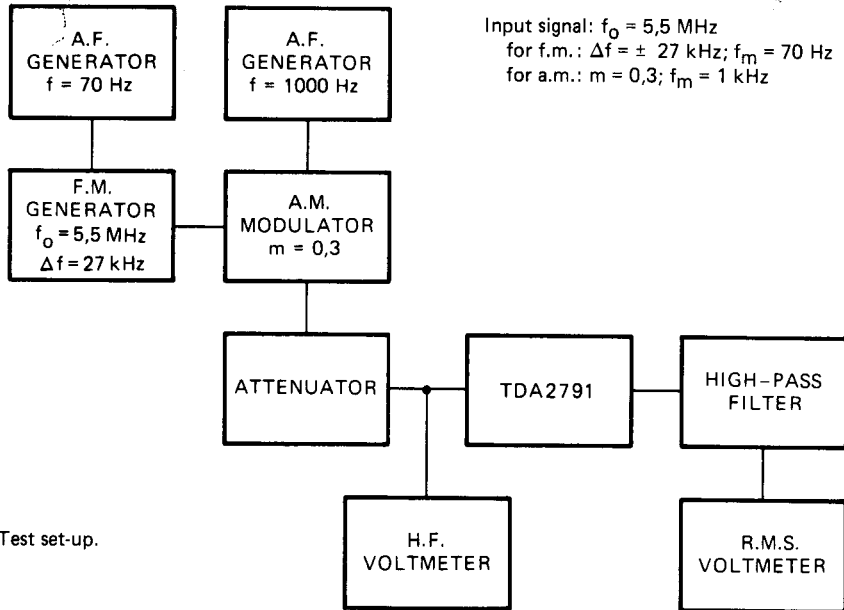 A.F.
GENERATOR
f = 70 Hz
A.F.
GENERATOR
f = 1000 Hz
Input signal: fo = 5,5 MHz
for f.m.: Δf = ± 27 kHz; fm = 70 Hz
for a.m.: m = 0,3; fm = 1 kHz
F.M.
GENERATOR
fo = 5,5 MHz
Δf = 27 kHz
A.M.
MODULATOR
m = 0,3
ATTENUATOR
TDA2791
HIGH-PASS
FILTER
H.F.
VOLTMETER
R.M.S.
VOLTMETER
Test set-up.